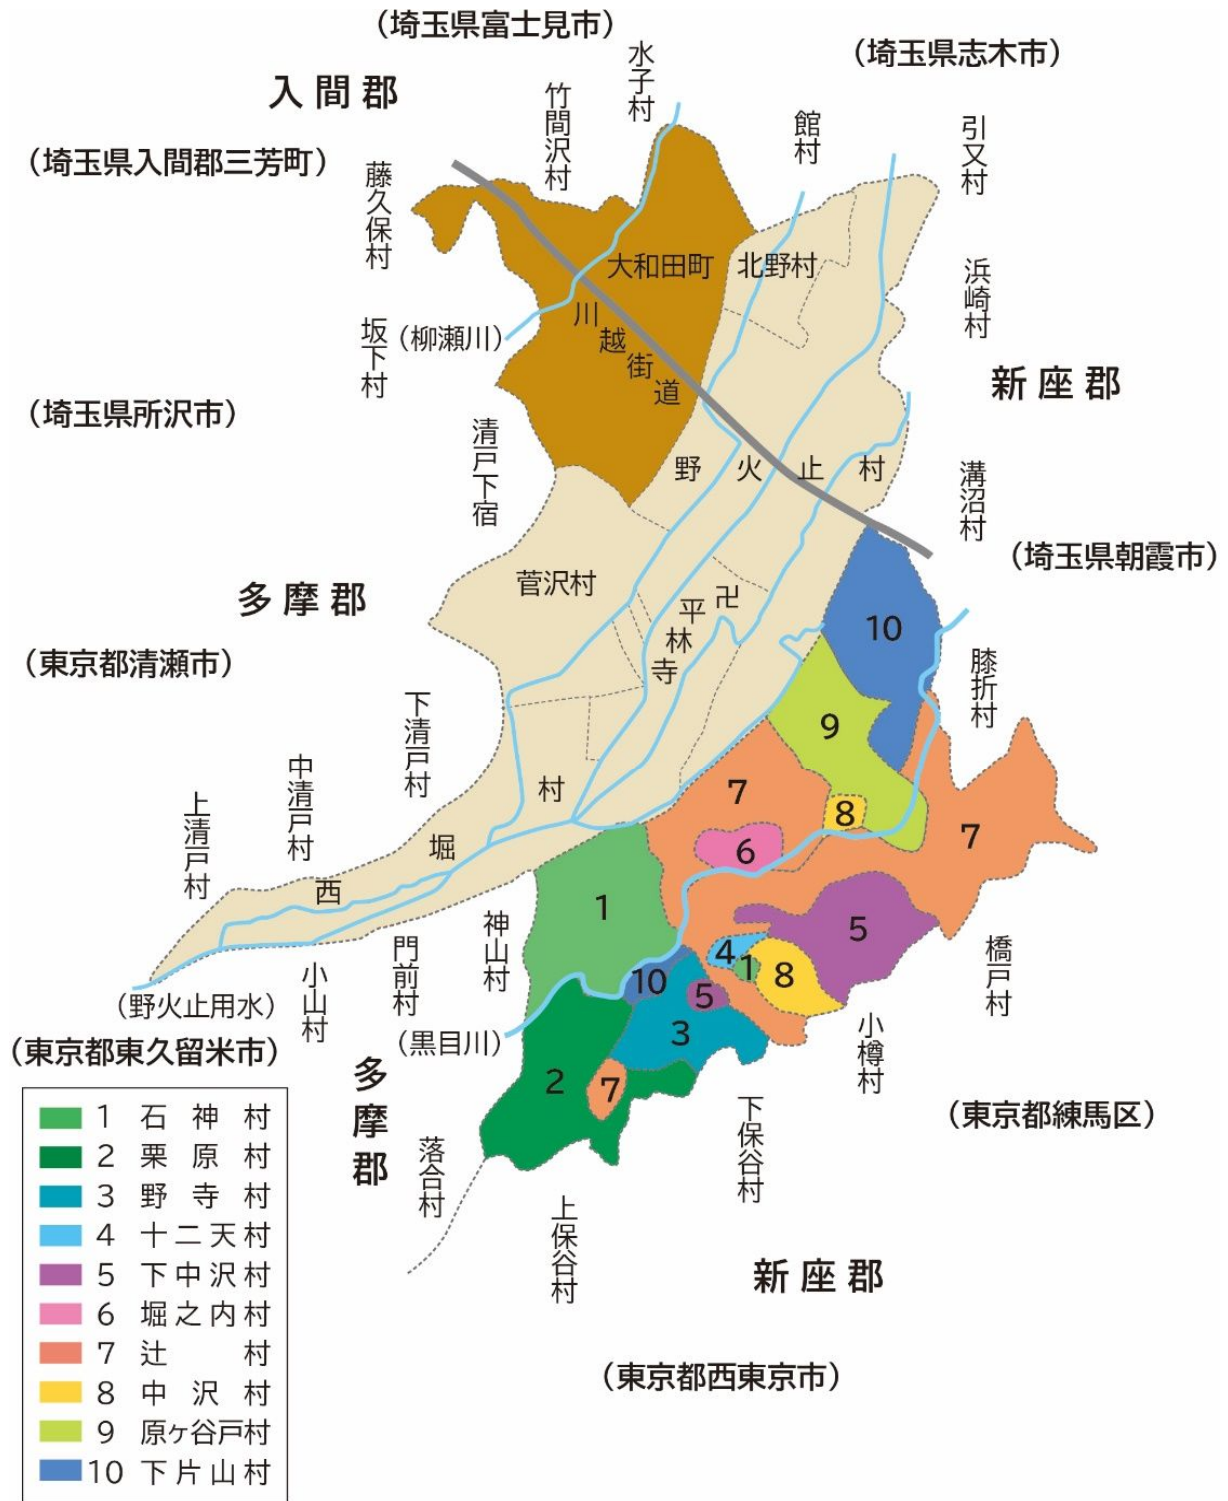 （埼玉県富士見市）
（埼玉県志木市）
入間郡
水子村
竹間沢村
館村
引又村
（埼玉県入間郡三芳町）
藤久保村
大和田町
北野村
浜崎村
坂下村
（柳瀬川）
川越街道
新座郡
（埼玉県所沢市）
清戸下宿
野火止村
溝沼村
（埼玉県朝霞市）
多摩郡
菅沢村
卍
平林寺
10
（東京都清瀬市）
膝折村
下清戸村
9
中清戸村
7
8
7
上清戸村
西堀村
6
1
5
神山村
門前村
小山村
4
1
8
橋戸村
10
5
（野火止用水）
3
小樽村
（黒目川）
（東京都東久留米市）
多摩郡
2
7
下保谷村
（東京都練馬区）
落合村
上保谷村
新座郡
（東京都西東京市）
1 石神村
2 栗原村
3 野寺村
4 十二天村
5 下中沢村
6 堀之内村
7 辻村
8 中沢村
9 原ヶ谷戸村
10 下片山村